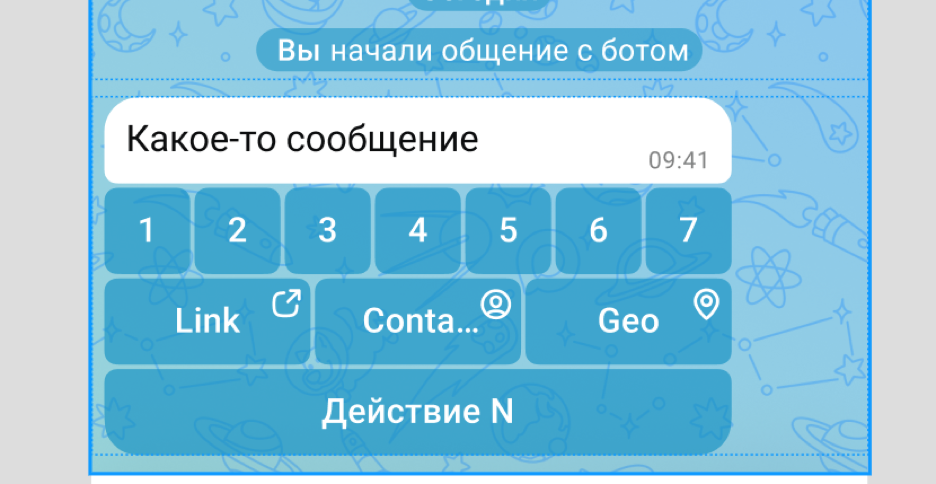 Вы начали общение с ботом
Какое-то сообщение
09:41
1 2 3 4 5 6 7
Link Conta... Geo
Действие N